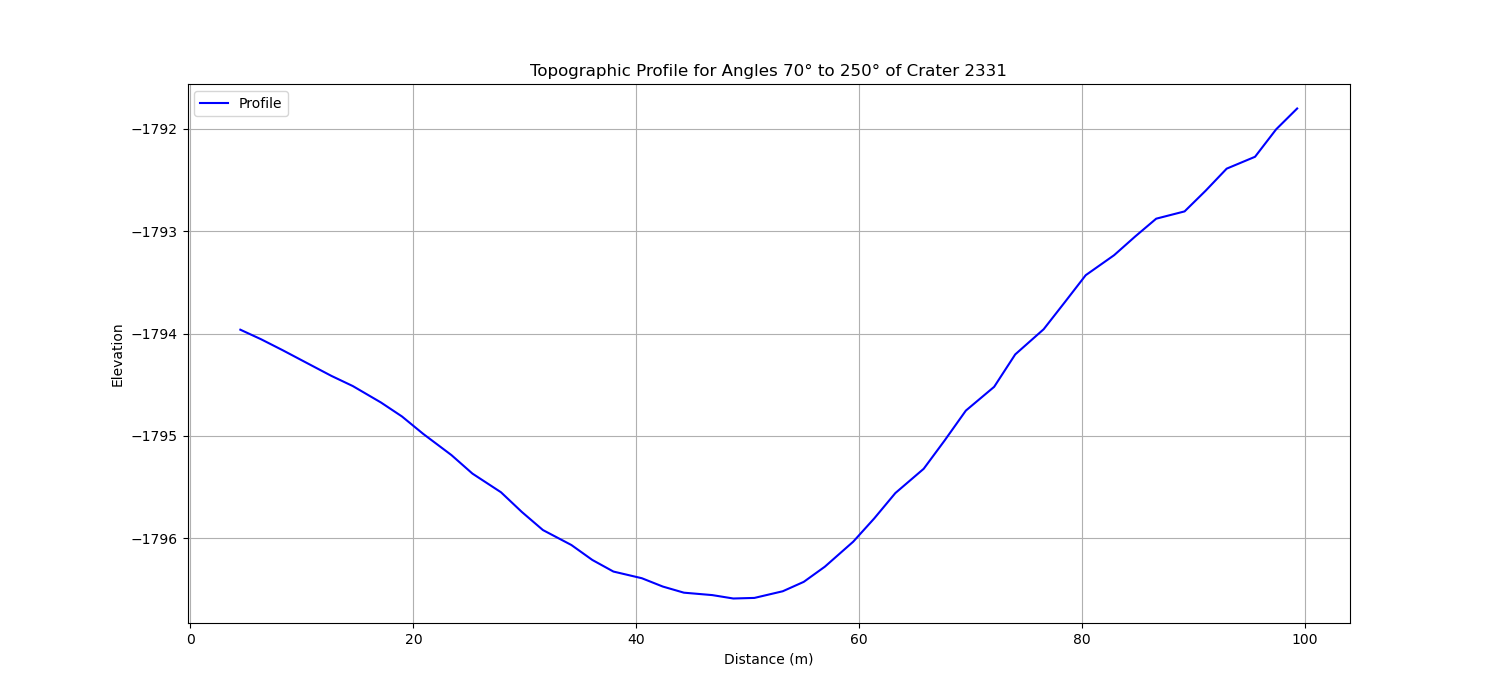 Topographic Profile for Angles 70° to 250° of Crater 2331
Profile
−1792
−1793
−1794
−1795
−1796
Elevation
0 20 40 60 80 100
Distance (m)